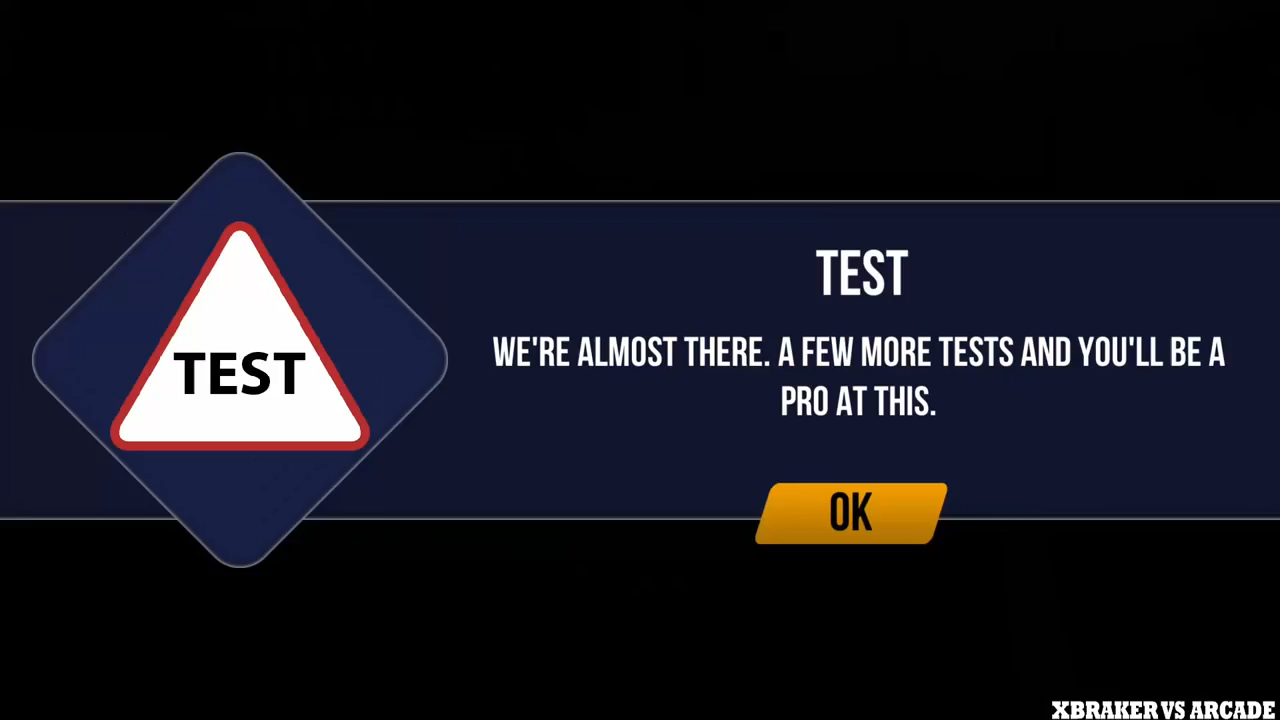 TEST
TEST
WE'RE ALMOST THERE. A FEW MORE TESTS AND YOU'LL BE A
PRO AT THIS.
OK
XBRAKER VS ARCADE